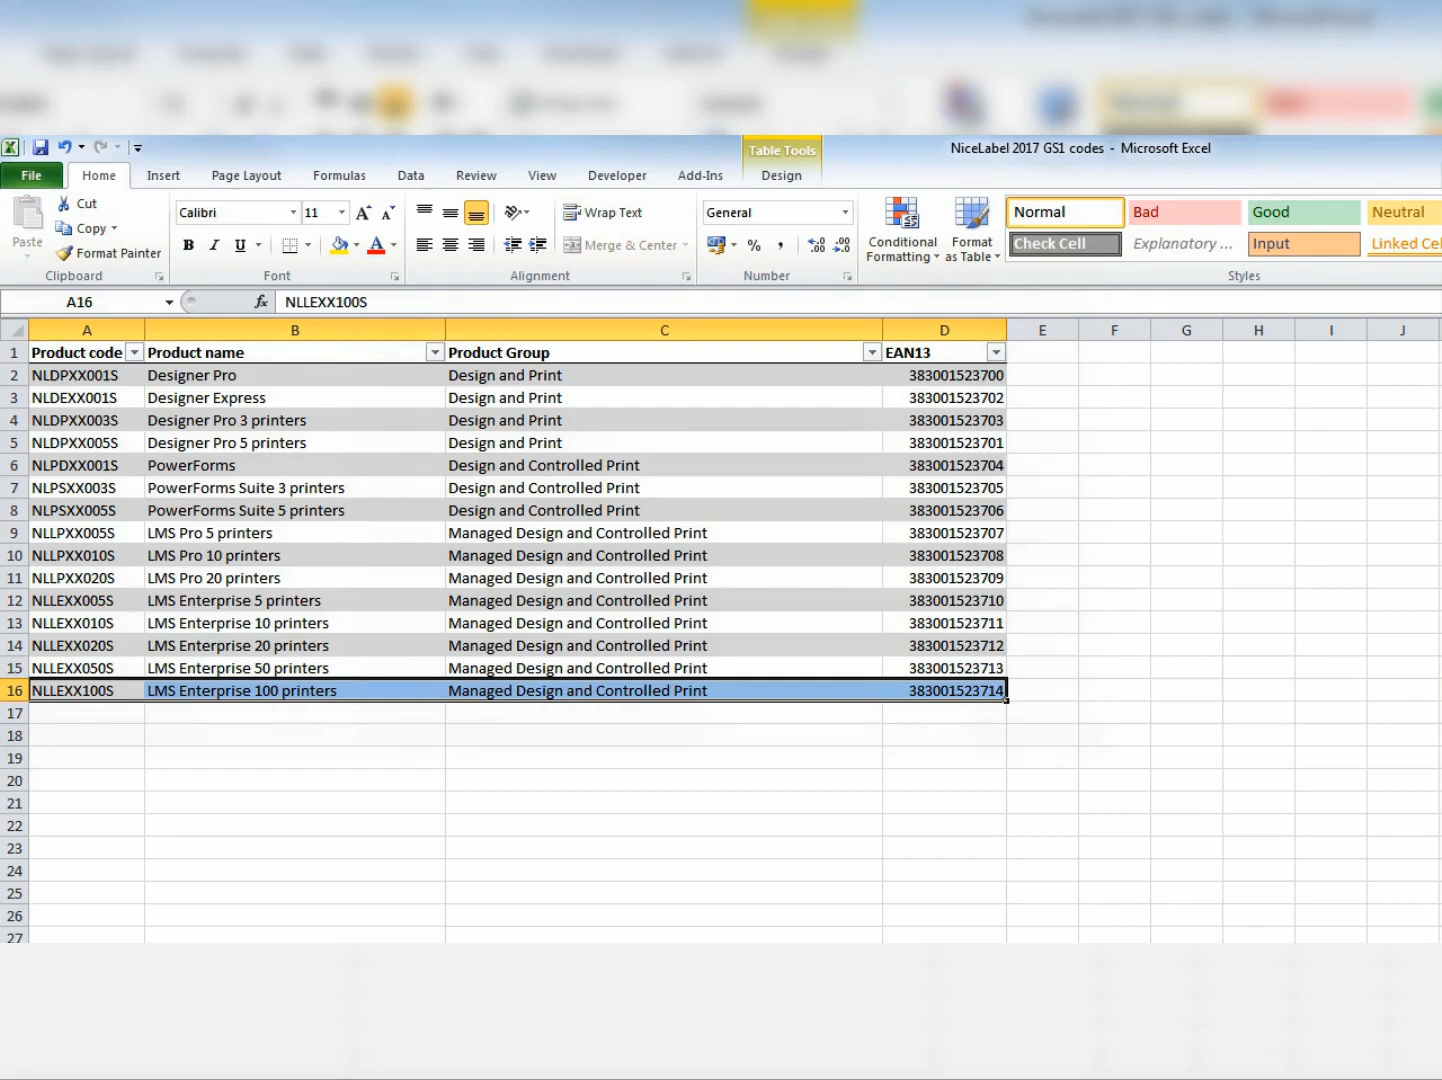 NiceLabel 2017 GS1 codes - Microsoft Excel
Table Tools
File Home Insert Page Layout Formulas Data Review View Developer Add-Ins Design
Paste
Cut
Copy
Format Painter
Clipboard
Calibri 11
B I U
Font
Wrap Text
Merge & Center
Alignment
General
Number
Conditional Formatting
Format as Table
Normal Bad Good Neutral
Check Cell Explanatory ... Input Linked Cel
Styles
A16 fx NLLEXX100S
A B C D E F G H I J
1 Product code Product name Product Group EAN13
2 NLDPXX001S Designer Pro Design and Print 383001523700
3 NLDEXX001S Designer Express Design and Print 383001523702
4 NLDPXX003S Designer Pro 3 printers Design and Print 383001523703
5 NLDPXX005S Designer Pro 5 printers Design and Print 383001523701
6 NLPDXX001S PowerForms Design and Controlled Print 383001523704
7 NLPSXX003S PowerForms Suite 3 printers Design and Controlled Print 383001523705
8 NLPSXX005S PowerForms Suite 5 printers Design and Controlled Print 383001523706
9 NLLPXX005S LMS Pro 5 printers Managed Design and Controlled Print 383001523707
10 NLLPXX010S LMS Pro 10 printers Managed Design and Controlled Print 383001523708
11 NLLPXX020S LMS Pro 20 printers Managed Design and Controlled Print 383001523709
12 NLLEXX005S LMS Enterprise 5 printers Managed Design and Controlled Print 383001523710
13 NLLEXX010S LMS Enterprise 10 printers Managed Design and Controlled Print 383001523711
14 NLLEXX020S LMS Enterprise 20 printers Managed Design and Controlled Print 383001523712
15 NLLEXX050S LMS Enterprise 50 printers Managed Design and Controlled Print 383001523713
16 NLLEXX100S LMS Enterprise 100 printers Managed Design and Controlled Print 383001523714
17
18
19
20
21
22
23
24
25
26
27